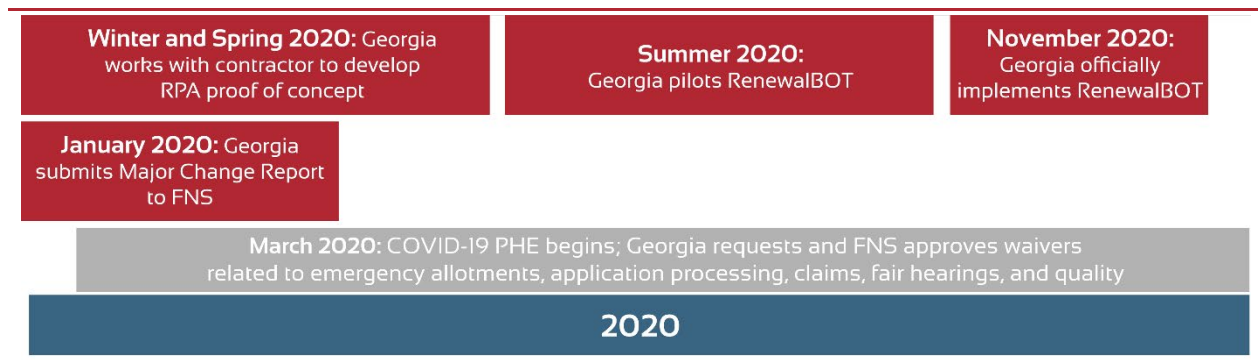 Winter and Spring 2020: Georgia
works with contractor to develop
RPA proof of concept
Summer 2020:
Georgia pilots RenewalBOT
November 2020:
Georgia officially
implements RenewalBOT
January 2020: Georgia
submits Major Change Report
to FNS
March 2020: COVID-19 PHE begins; Georgia requests and FNS approves waivers
related to emergency allotments, application processing, claims, fair hearings, and quality
2020